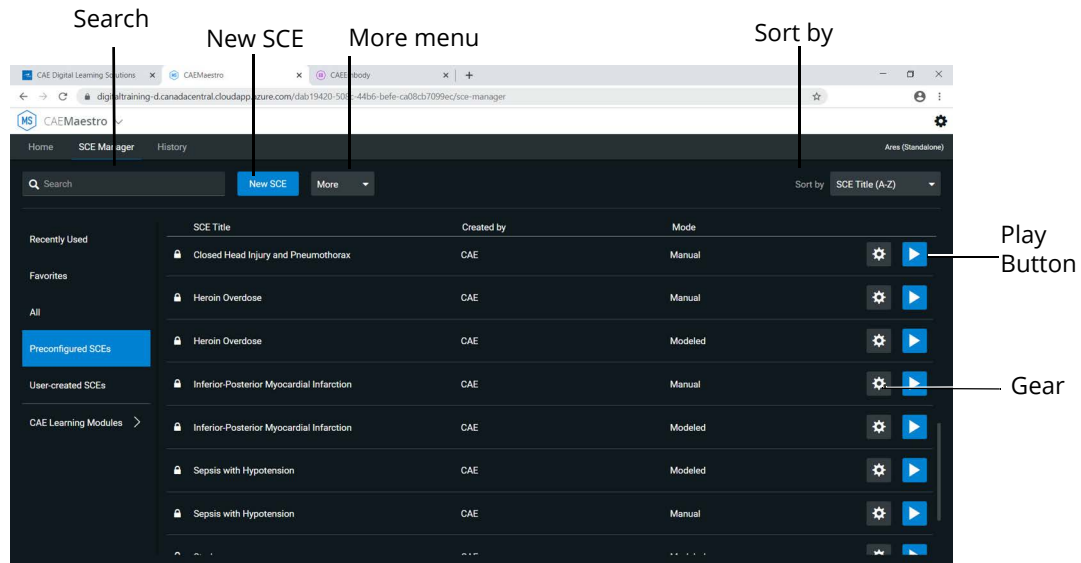 Search
New SCE
More menu
Sort by
CAE Digital Learning Solutions
CAEMaestro
digitaltraining-d.canadacentral.cloudapp.azure.com/dab19420-508c-44b6-befe-ca08cb7099ec/sce-manager
MS CAEMaestro
Home SCE Manager History Ares (Standalone)
Search New SCE More Sort by SCE Title (A-Z)
SCE Title Created by Mode
Recently Used
Closed Head Injury and Pneumothorax CAE Manual
Play
Button
Favorites
Heroin Overdose CAE Manual
All
Heroin Overdose CAE Modeled
Preconfigured SCEs
Inferior-Posterior Myocardial Infarction CAE Manual
Gear
User-created SCEs
CAE Learning Modules
Inferior-Posterior Myocardial Infarction CAE Modeled
Sepsis with Hypotension CAE Modeled
Sepsis with Hypotension CAE Manual